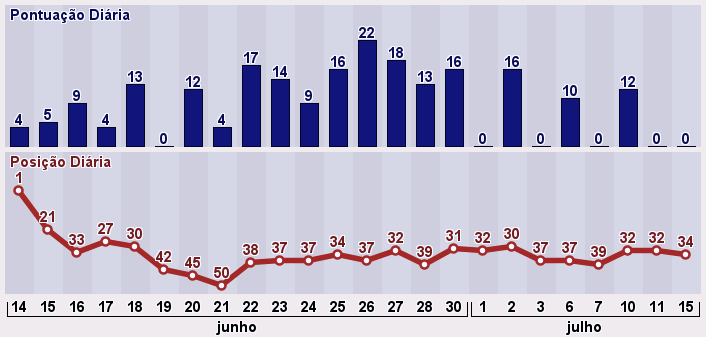 Pontuação Diária
4 5 9 4 13 0 12 4 17 14 9 16 22 18 13 16 0 16 0 10 0 12 0 0
Posição Diária
1 21 33 27 30 42 45 50 38 37 37 34 37 32 39 31 32 30 37 37 39 32 32 34
14 15 16 17 18 19 20 21 22 23 24 25 26 27 28 30 1 2 3 6 7 10 11 15
junho julho